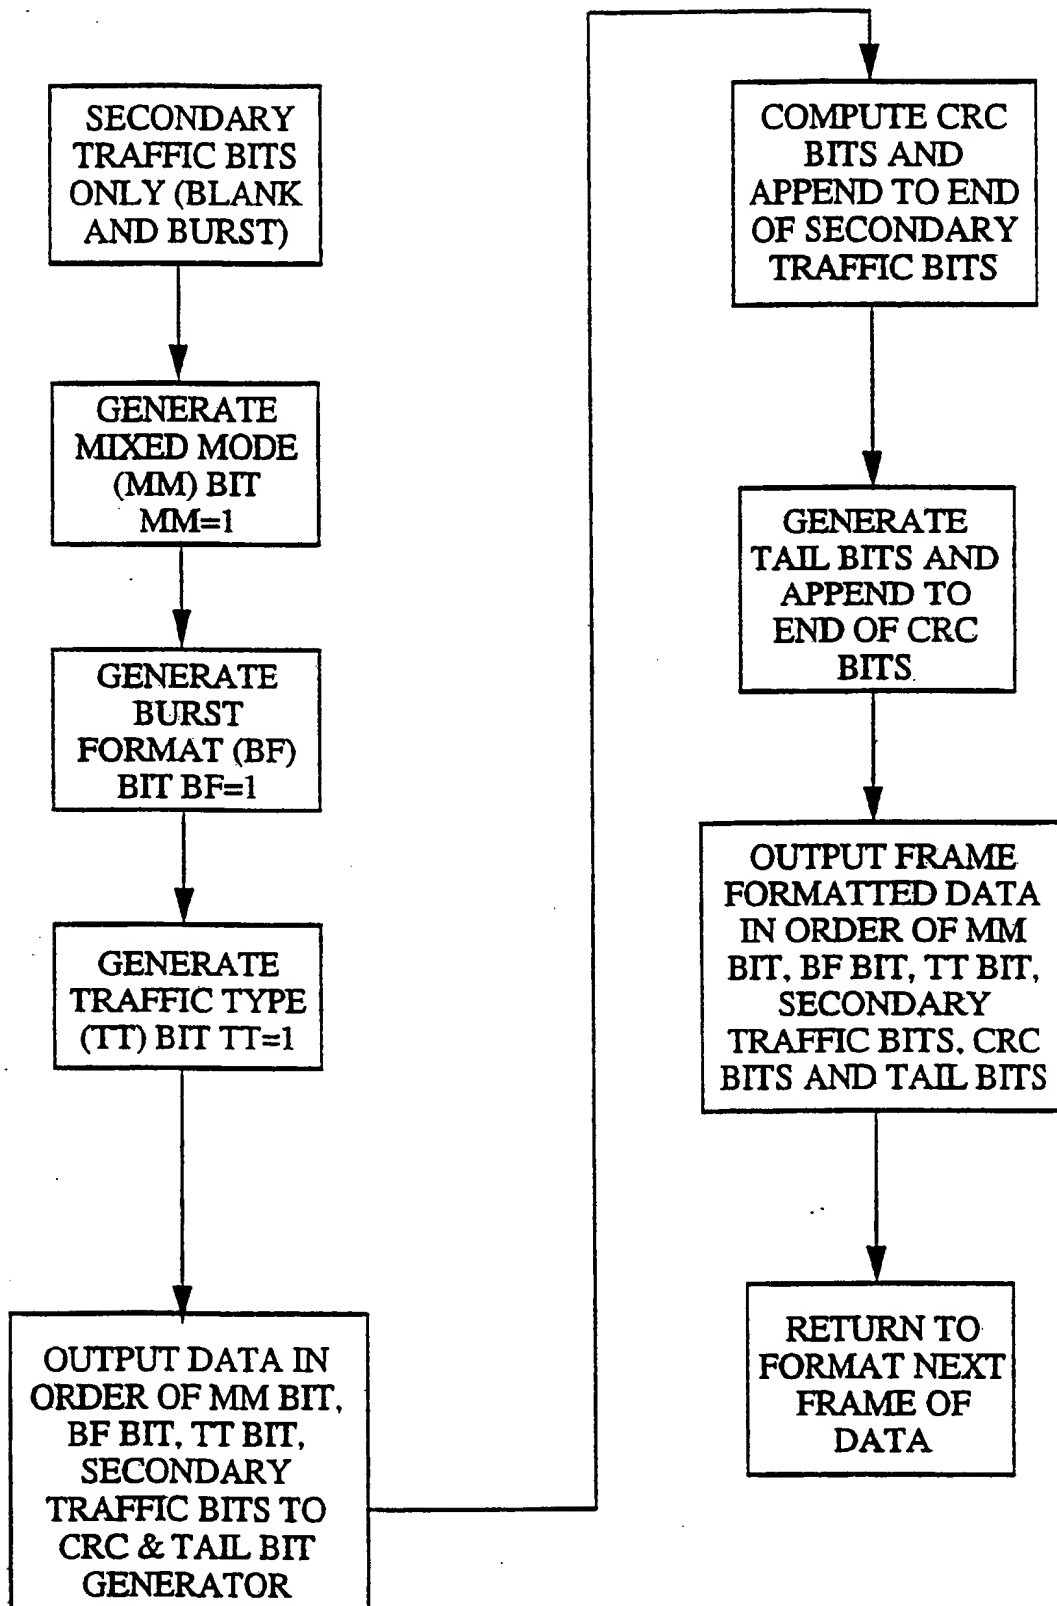 SECONDARY
TRAFFIC BITS
ONLY (BLANK
AND BURST)
GENERATE
MIXED MODE
(MM) BIT
MM=1
GENERATE
BURST
FORMAT (BF)
BIT BF=1
GENERATE
TRAFFIC TYPE
(TT) BIT TT=1
OUTPUT DATA IN
ORDER OF MM BIT,
BF BIT, TT BIT,
SECONDARY
TRAFFIC BITS TO
CRC & TAIL BIT
GENERATOR
COMPUTE CRC
BITS AND
APPEND TO END
OF SECONDARY
TRAFFIC BITS
GENERATE
TAIL BITS AND
APPEND TO
END OF CRC
BITS
OUTPUT FRAME
FORMATTED DATA
IN ORDER OF MM
BIT, BF BIT, TT BIT,
SECONDARY
TRAFFIC BITS, CRC
BITS AND TAIL BITS
RETURN TO
FORMAT NEXT
FRAME OF
DATA